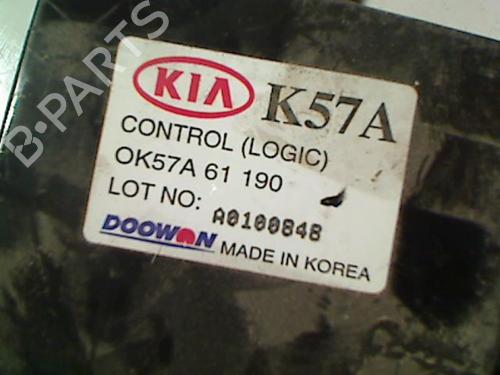 KIA K57A
CONTROL (LOGIC)
OK57A 61 190
LOT NO: A0100848
DOOWON MADE IN KOREA
B-PARTS